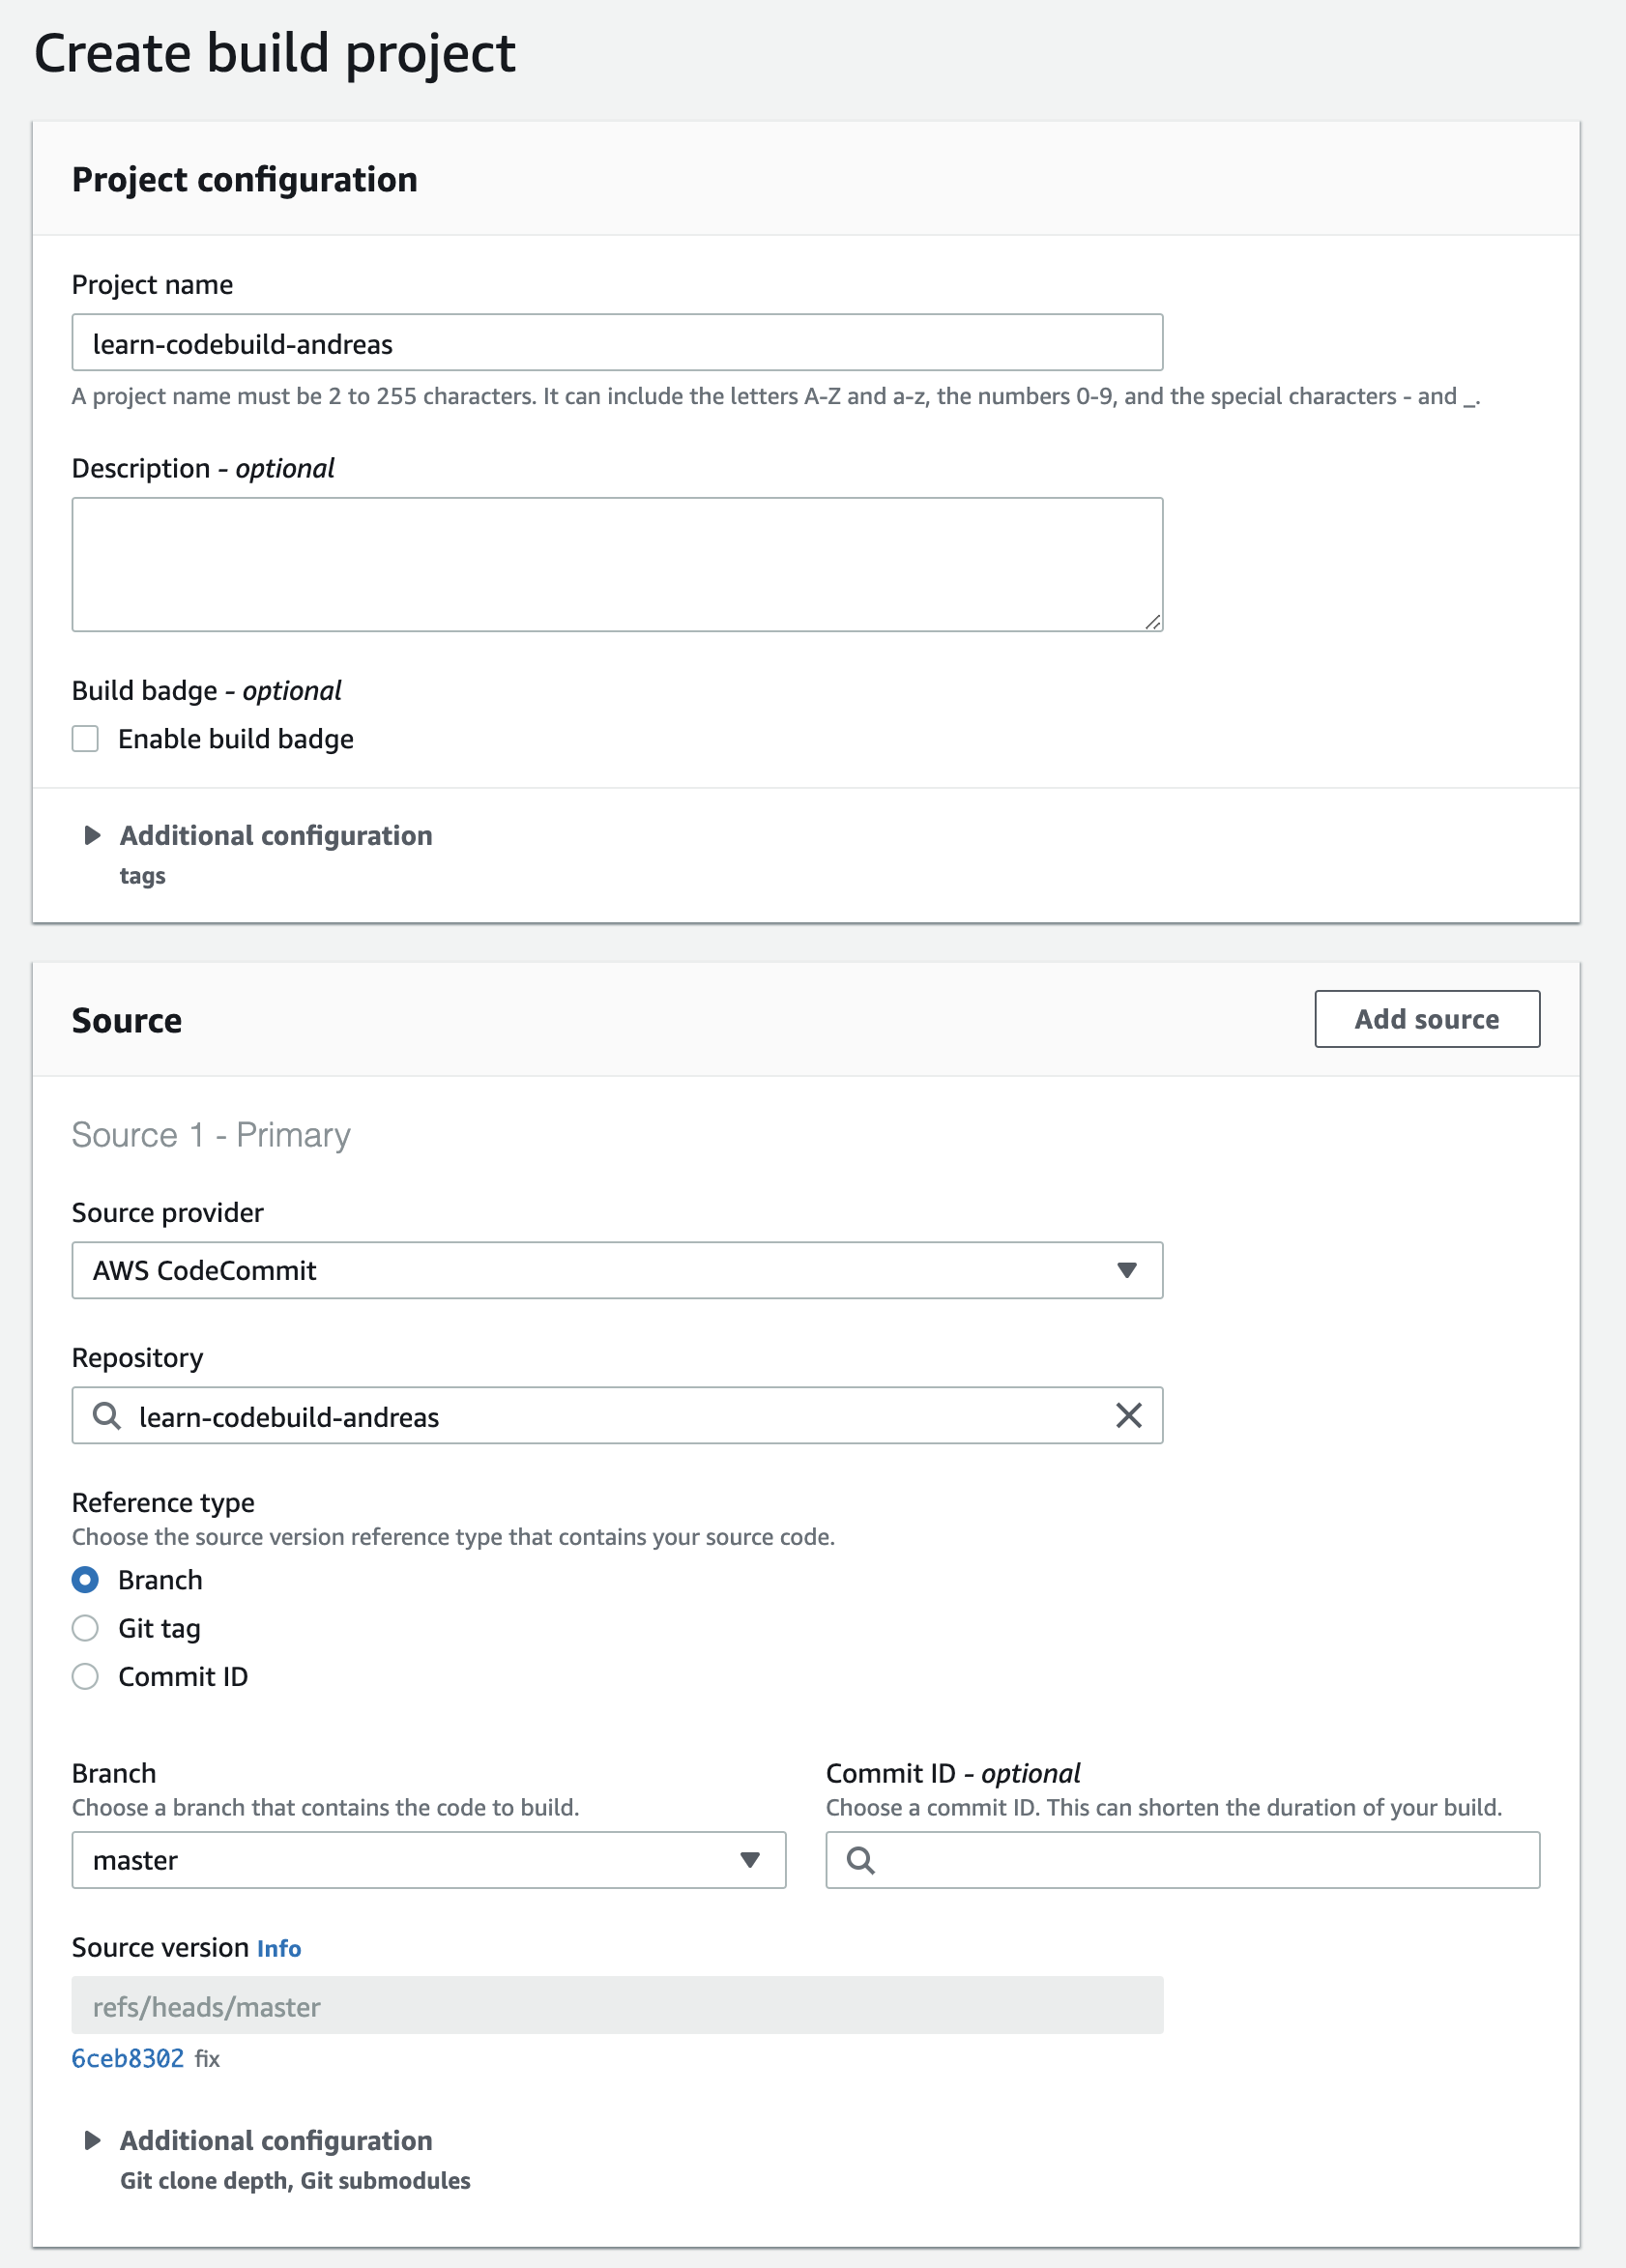 Create build project
Project configuration
Project name
learn-codebuild-andreas
A project name must be 2 to 255 characters. It can include the letters A-Z and a-z, the numbers 0-9, and the special characters - and _.
Description - optional
Build badge - optional
Enable build badge
Additional configuration
tags
Source
Add source
Source 1 - Primary
Source provider
AWS CodeCommit
Repository
learn-codebuild-andreas
Reference type
Choose the source version reference type that contains your source code.
Branch
Git tag
Commit ID
Branch
Choose a branch that contains the code to build.
master
Commit ID - optional
Choose a commit ID. This can shorten the duration of your build.
Source version Info
refs/heads/master
6ceb8302 fix
Additional configuration
Git clone depth, Git submodules